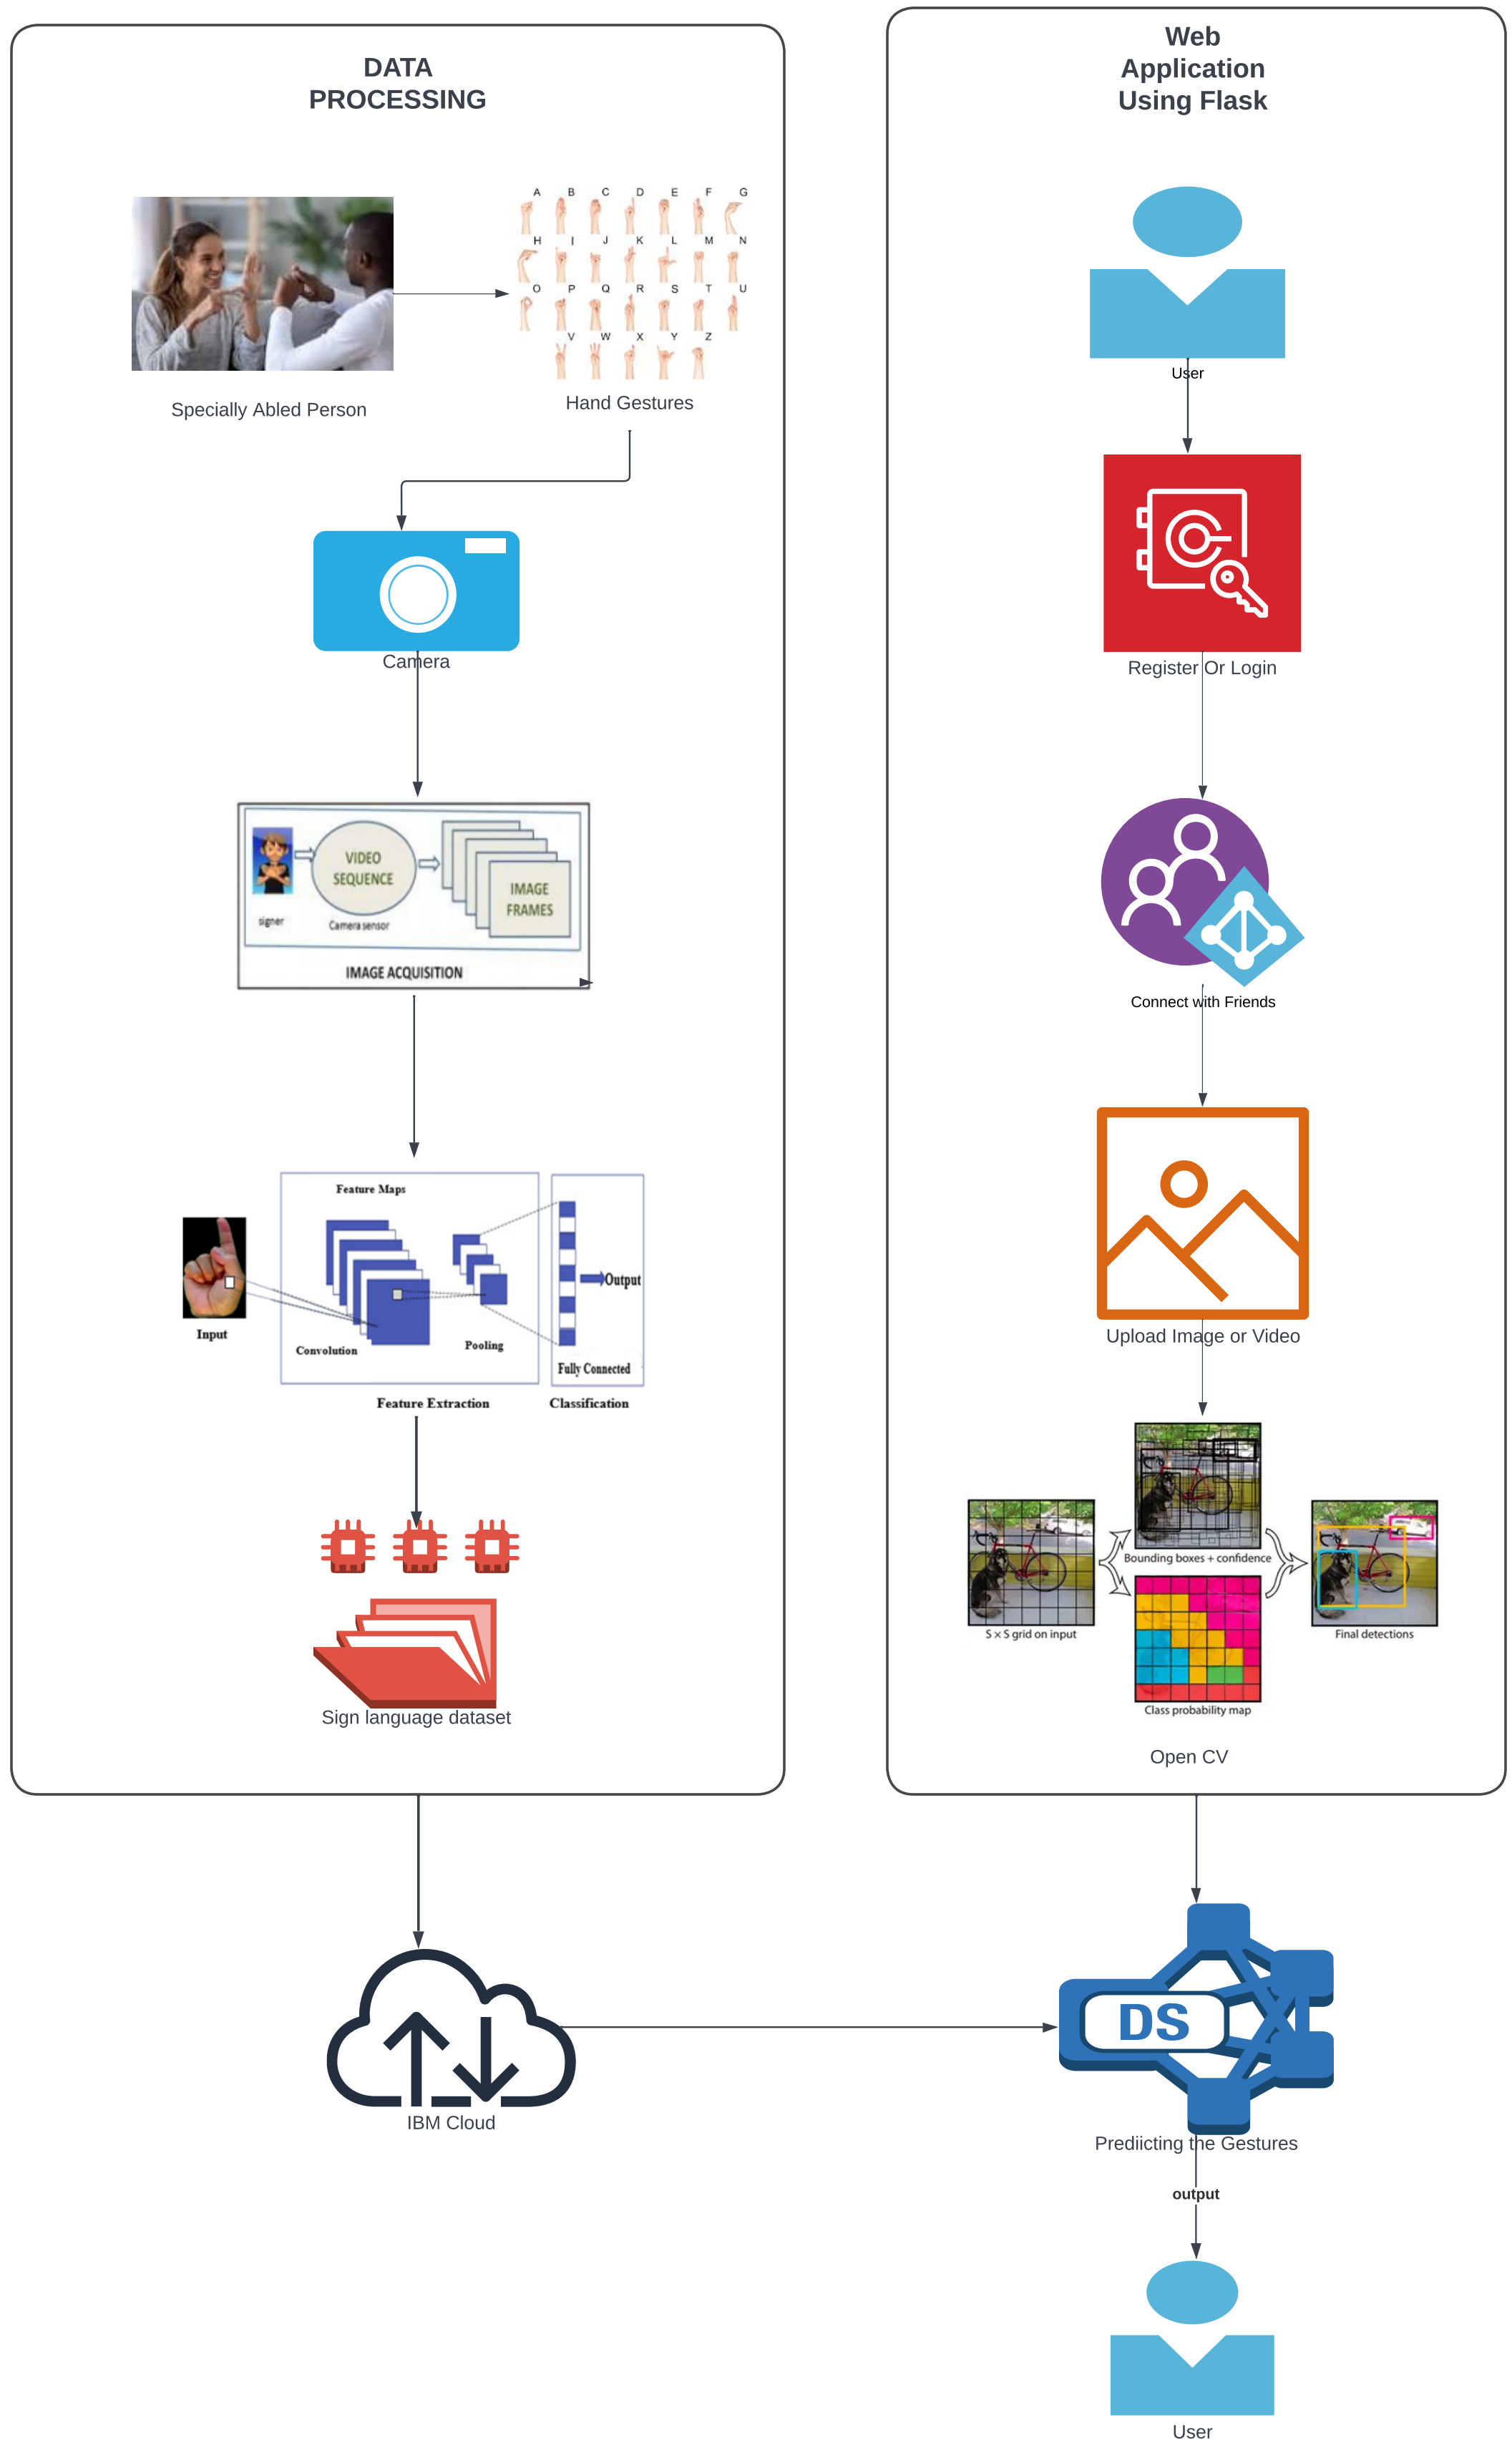 DATA
PROCESSING
Specially Abled Person
A B C D E F G
H I J K L M N
O P Q R S T U
V W X Y Z
Hand Gestures
Camera
VIDEO
SEQUENCE
IMAGE
FRAMES
signer
Camera sensor
IMAGE ACQUISITION
Feature Maps
Output
Input
Convolution
Pooling
Fully Connected
Feature Extraction
Classification
Sign language dataset
IBM Cloud
Web
Application
Using Flask
User
Register Or Login
Connect with Friends
Upload Image or Video
Bounding boxes + confidence
S × S grid on input
Final detections
Class probability map
Open CV
DS
Prediicting the Gestures
output
User